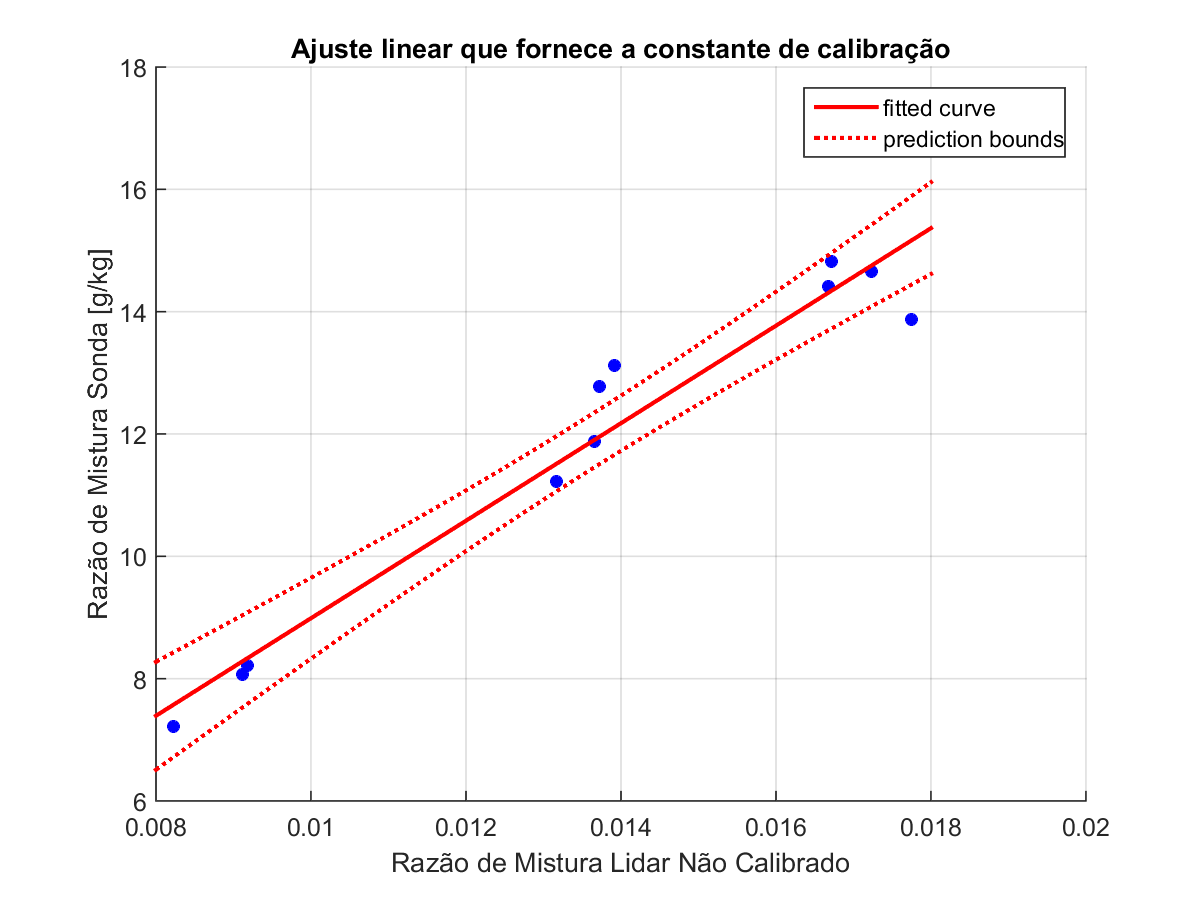 Ajuste linear que fornece a constante de calibração
fitted curve
prediction bounds
Razão de Mistura Sonda [g/kg]
18
16
14
12
10
8
6
0.008
0.01
0.012
0.014
0.016
0.018
0.02
Razão de Mistura Lidar Não Calibrado